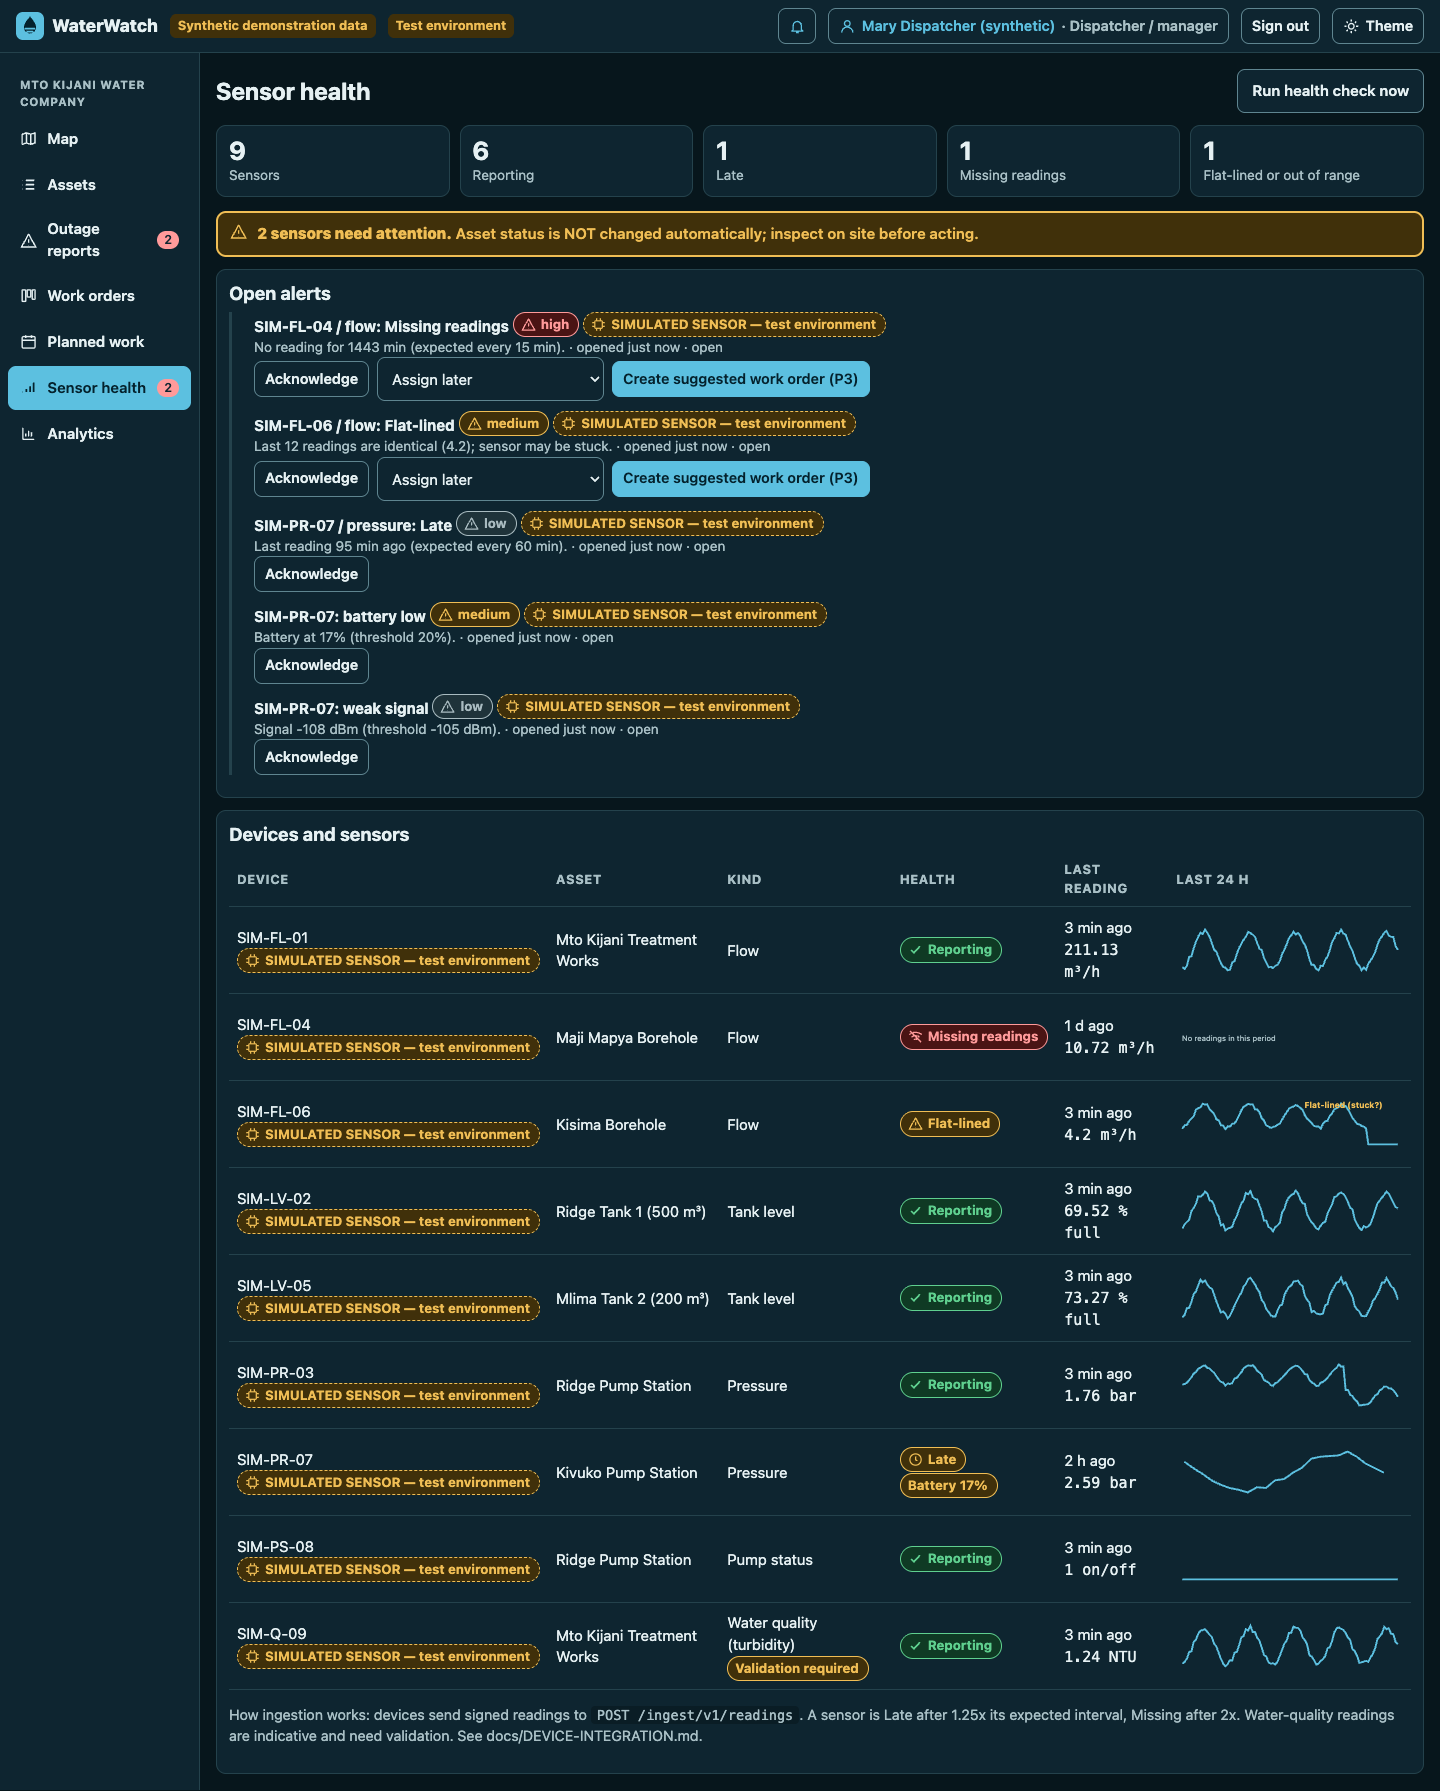 WaterWatch
Synthetic demonstration data
Test environment
Mary Dispatcher (synthetic) · Dispatcher / manager
Sign out
Theme
MTO KIJANI WATER
COMPANY
Map
Assets
Outage
reports
2
Work orders
Planned work
Sensor health
2
Analytics
Sensor health
Run health check now
9
Sensors
6
Reporting
1
Late
1
Missing readings
1
Flat-lined or out of range
2 sensors need attention. Asset status is NOT changed automatically; inspect on site before acting.
Open alerts
SIM-FL-04 / flow: Missing readings high SIMULATED SENSOR — test environment
No reading for 1443 min (expected every 15 min). · opened just now · open
Acknowledge Assign later Create suggested work order (P3)
SIM-FL-06 / flow: Flat-lined medium SIMULATED SENSOR — test environment
Last 12 readings are identical (4.2); sensor may be stuck. · opened just now · open
Acknowledge Assign later Create suggested work order (P3)
SIM-PR-07 / pressure: Late low SIMULATED SENSOR — test environment
Last reading 95 min ago (expected every 60 min). · opened just now · open
Acknowledge
SIM-PR-07: battery low medium SIMULATED SENSOR — test environment
Battery at 17% (threshold 20%). · opened just now · open
Acknowledge
SIM-PR-07: weak signal low SIMULATED SENSOR — test environment
Signal -108 dBm (threshold -105 dBm). · opened just now · open
Acknowledge
Devices and sensors
DEVICE
ASSET
KIND
HEALTH
LAST
READING
LAST 24 H
SIM-FL-01
SIMULATED SENSOR — test environment
Mto Kijani Treatment
Works
Flow
Reporting
3 min ago
211.13
m³/h
SIM-FL-04
SIMULATED SENSOR — test environment
Maji Mapya Borehole
Flow
Missing readings
1 d ago
10.72 m³/h
No readings in this period
SIM-FL-06
SIMULATED SENSOR — test environment
Kisima Borehole
Flow
Flat-lined
3 min ago
4.2 m³/h
Flat-lined (stuck?)
SIM-LV-02
SIMULATED SENSOR — test environment
Ridge Tank 1 (500 m³)
Tank level
Reporting
3 min ago
69.52 %
full
SIM-LV-05
SIMULATED SENSOR — test environment
Mlima Tank 2 (200 m³)
Tank level
Reporting
3 min ago
73.27 %
full
SIM-PR-03
SIMULATED SENSOR — test environment
Ridge Pump Station
Pressure
Reporting
3 min ago
1.76 bar
SIM-PR-07
SIMULATED SENSOR — test environment
Kivuko Pump Station
Pressure
Late
Battery 17%
2 h ago
2.59 bar
SIM-PS-08
SIMULATED SENSOR — test environment
Ridge Pump Station
Pump status
Reporting
3 min ago
1 on/off
SIM-Q-09
SIMULATED SENSOR — test environment
Mto Kijani Treatment
Works
Water quality
(turbidity)
Validation required
Reporting
3 min ago
1.24 NTU
How ingestion works: devices send signed readings to POST /ingest/v1/readings . A sensor is Late after 1.25x its expected interval, Missing after 2x. Water-quality readings
are indicative and need validation. See docs/DEVICE-INTEGRATION.md.